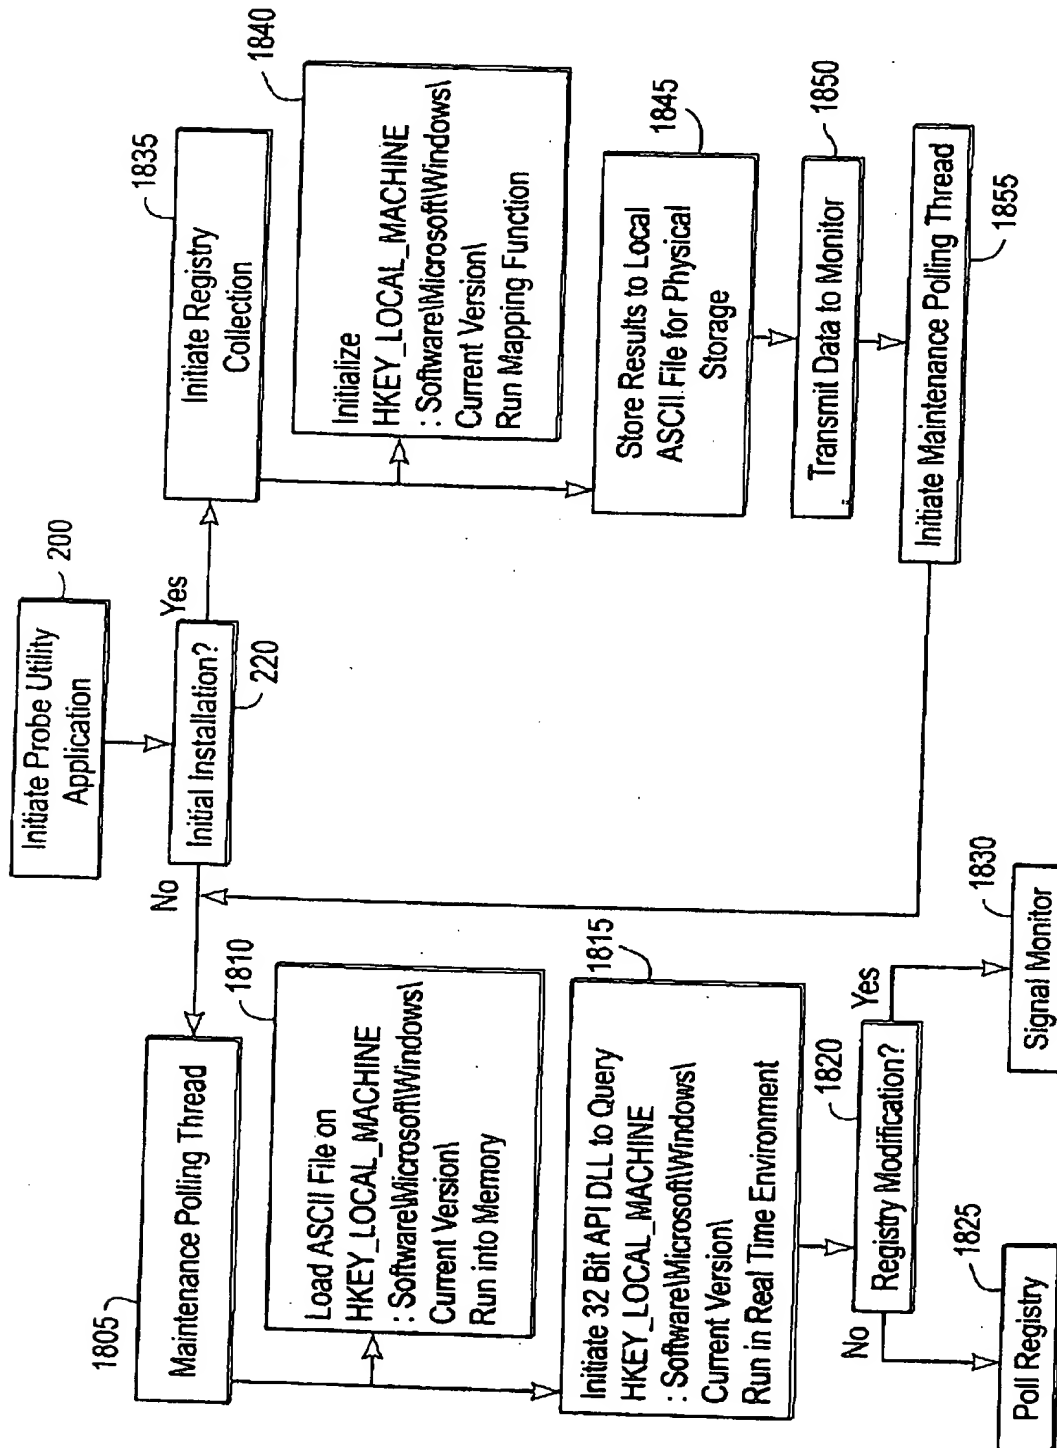 200
Initiate Probe Utility
Application
Initial Installation?
220
No
Yes
1805
Maintenance Polling Thread
1810
Load ASCII File on
HKEY_LOCAL_MACHINE
: Software\Microsoft\Windows\
Current Version\
Run into Memory
1815
Initiate 32 Bit API DLL to Query
HKEY_LOCAL_MACHINE
: Software\Microsoft\Windows\
Current Version\
Run in Real Time Environment
1820
Registry Modification?
No
Yes
1825
Poll Registry
1830
Signal Monitor
1835
Initiate Registry
Collection
1840
Initialize
HKEY_LOCAL_MACHINE
: Software\Microsoft\Windows\
Current Version\
Run Mapping Function
1845
Store Results to Local
ASCII File for Physical
Storage
1850
Transmit Data to Monitor
Initiate Maintenance Polling Thread
1855